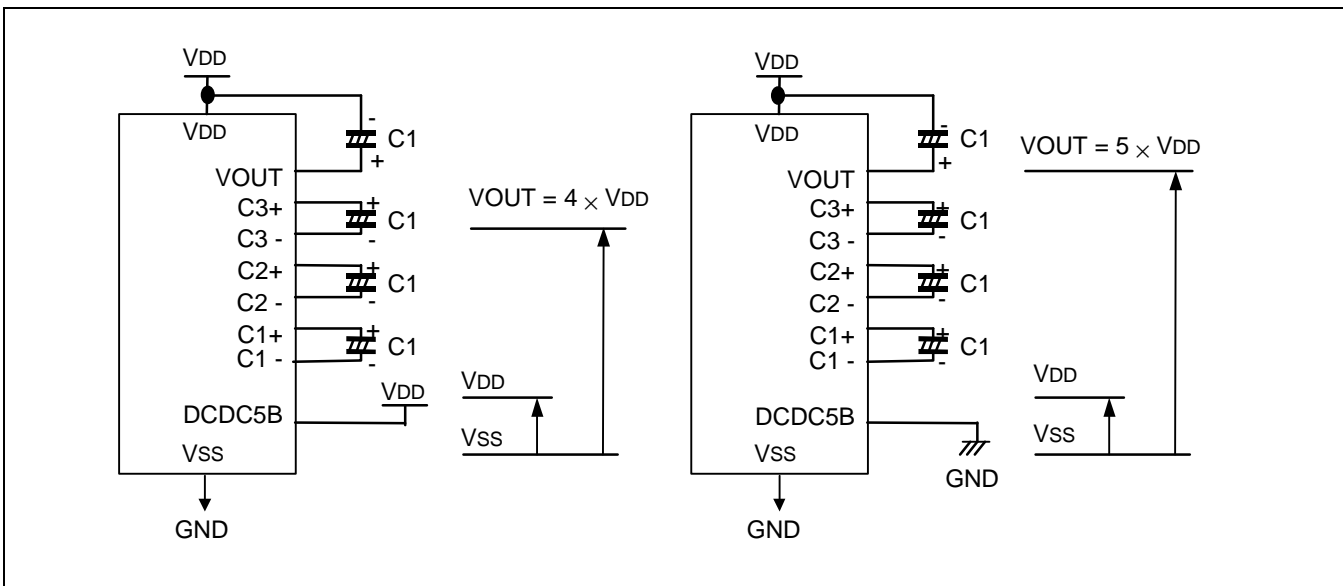 VDD
VDD
-
C1
+
VOUT
C3+
+
C1
C3 -
-
C2+
+
C1
C2 -
-
C1+
+
C1
C1 -
-
VDD
DCDC5B
VSS
GND
VOUT = 4 × VDD
VDD
VSS
VDD
VDD
-
C1
+
VOUT
C3+
+
C1
C3 -
-
C2+
+
C1
C2 -
-
C1+
+
C1
C1 -
-
DCDC5B
GND
VSS
GND
VOUT = 5 × VDD
VDD
VSS